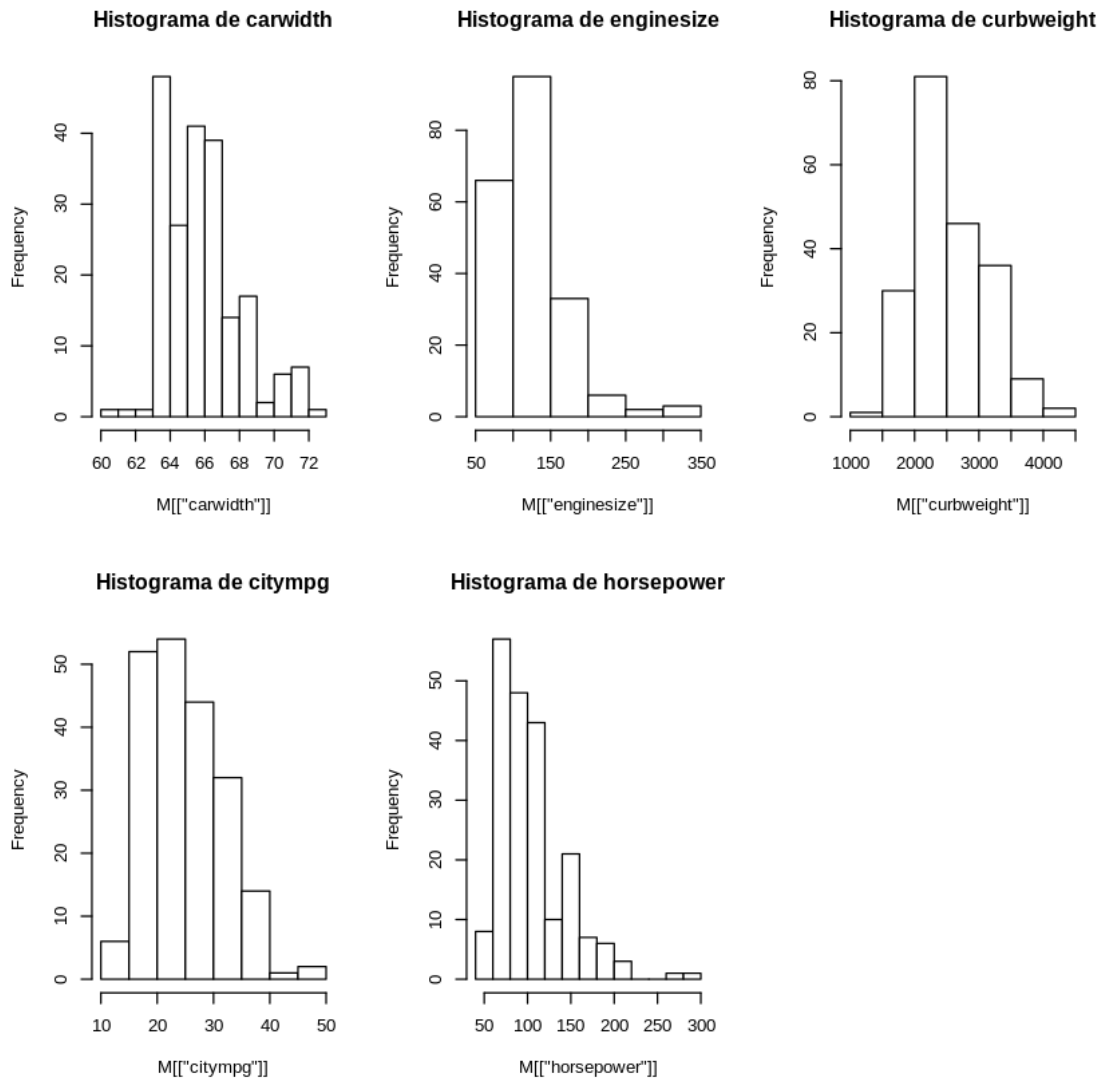 Histograma de carwidth
Frequency
0 10 20 30 40
60 62 64 66 68 70 72
M[["carwidth"]]
Histograma de enginesize
Frequency
0 20 40 60 80
50 150 250 350
M[["enginesize"]]
Histograma de curbweight
Frequency
0 20 40 60 80
1000 2000 3000 4000
M[["curbweight"]]
Histograma de citympg
Frequency
0 10 20 30 40 50
10 20 30 40 50
M[["citympg"]]
Histograma de horsepower
Frequency
0 10 20 30 40 50
50 100 150 200 250 300
M[["horsepower"]]